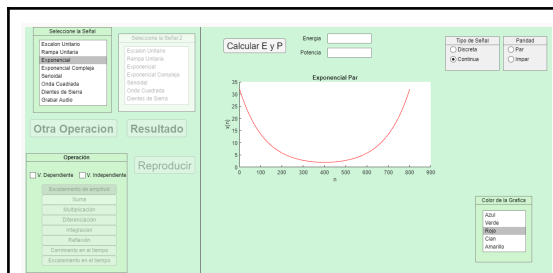 Seleccione la Señal
Escalon Unitario
Rampa Unitaria
Exponencial
Exponencial Compleja
Senoidal
Onda Cuadrada
Dientes de Sierra
Grabar Audio
Seleccione la Señal 2
Escalon Unitario
Rampa Unitaria
Exponencial
Exponencial Compleja
Senoidal
Onda Cuadrada
Dientes de Sierra
Otra Operacion
Resultado
Reproducir
Operación
V. Dependiente
V. Independiente
Escalamiento de amplitud
Suma
Multiplicación
Diferenciación
Integración
Reflexión
Corrimiento en el tiempo
Escalamiento en el tiempo
Calcular E y P
Energia
Potencia
Tipo de Señal
Discreta
Continua
Paridad
Par
Impar
Exponencial Par
35
30
25
20
15
10
5
0
x(n)
0 100 200 300 400 500 600 700 800 900
n
Color de la Grafica
Azul
Verde
Rojo
Cian
Amarillo